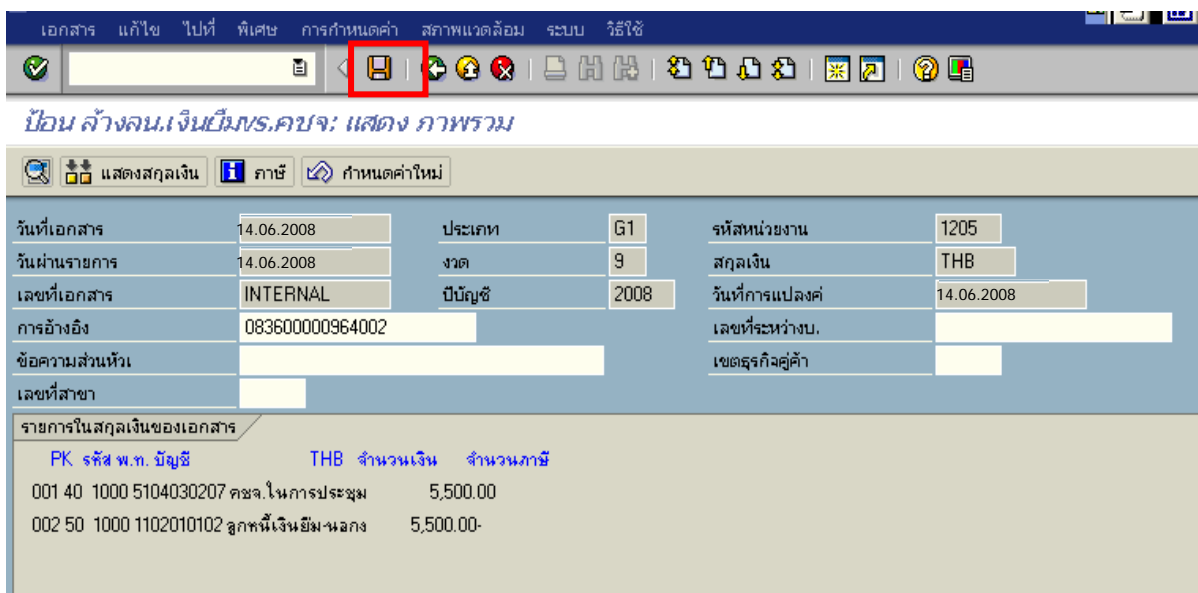 เอกสาร แก้ไข ไปที่ พิเศษ การกำหนดค่า สภาพแวดล้อม ระบบ วิธีใช้
ป้อน ล้างลน.เงินยืมvs.คชจ: แสดง ภาพรวม
แสดงสกุลเงิน ภาษี กำหนดค่าใหม่
วันที่เอกสาร 14.06.2008 ประเภท G1 รหัสหน่วยงาน 1205
วันผ่านรายการ 14.06.2008 งวด 9 สกุลเงิน THB
เลขที่เอกสาร INTERNAL ปีบัญชี 2008 วันที่การแปลงค่ 14.06.2008
การอ้างอิง 083600000964002 เลขที่ระหว่างบ.
ข้อความส่วนหัวเ เขตธุรกิจคู่ค้า
เลขที่สาขา
รายการในสกุลเงินของเอกสาร
PK รหัส พ.ท. บัญชี THB จำนวนเงิน จำนวนภาษี
001 40 1000 5104030207 คชจ.ในการประชุม 5,500.00
002 50 1000 1102010102 ลูกหนี้เงินยืม-นอกง 5,500.00-